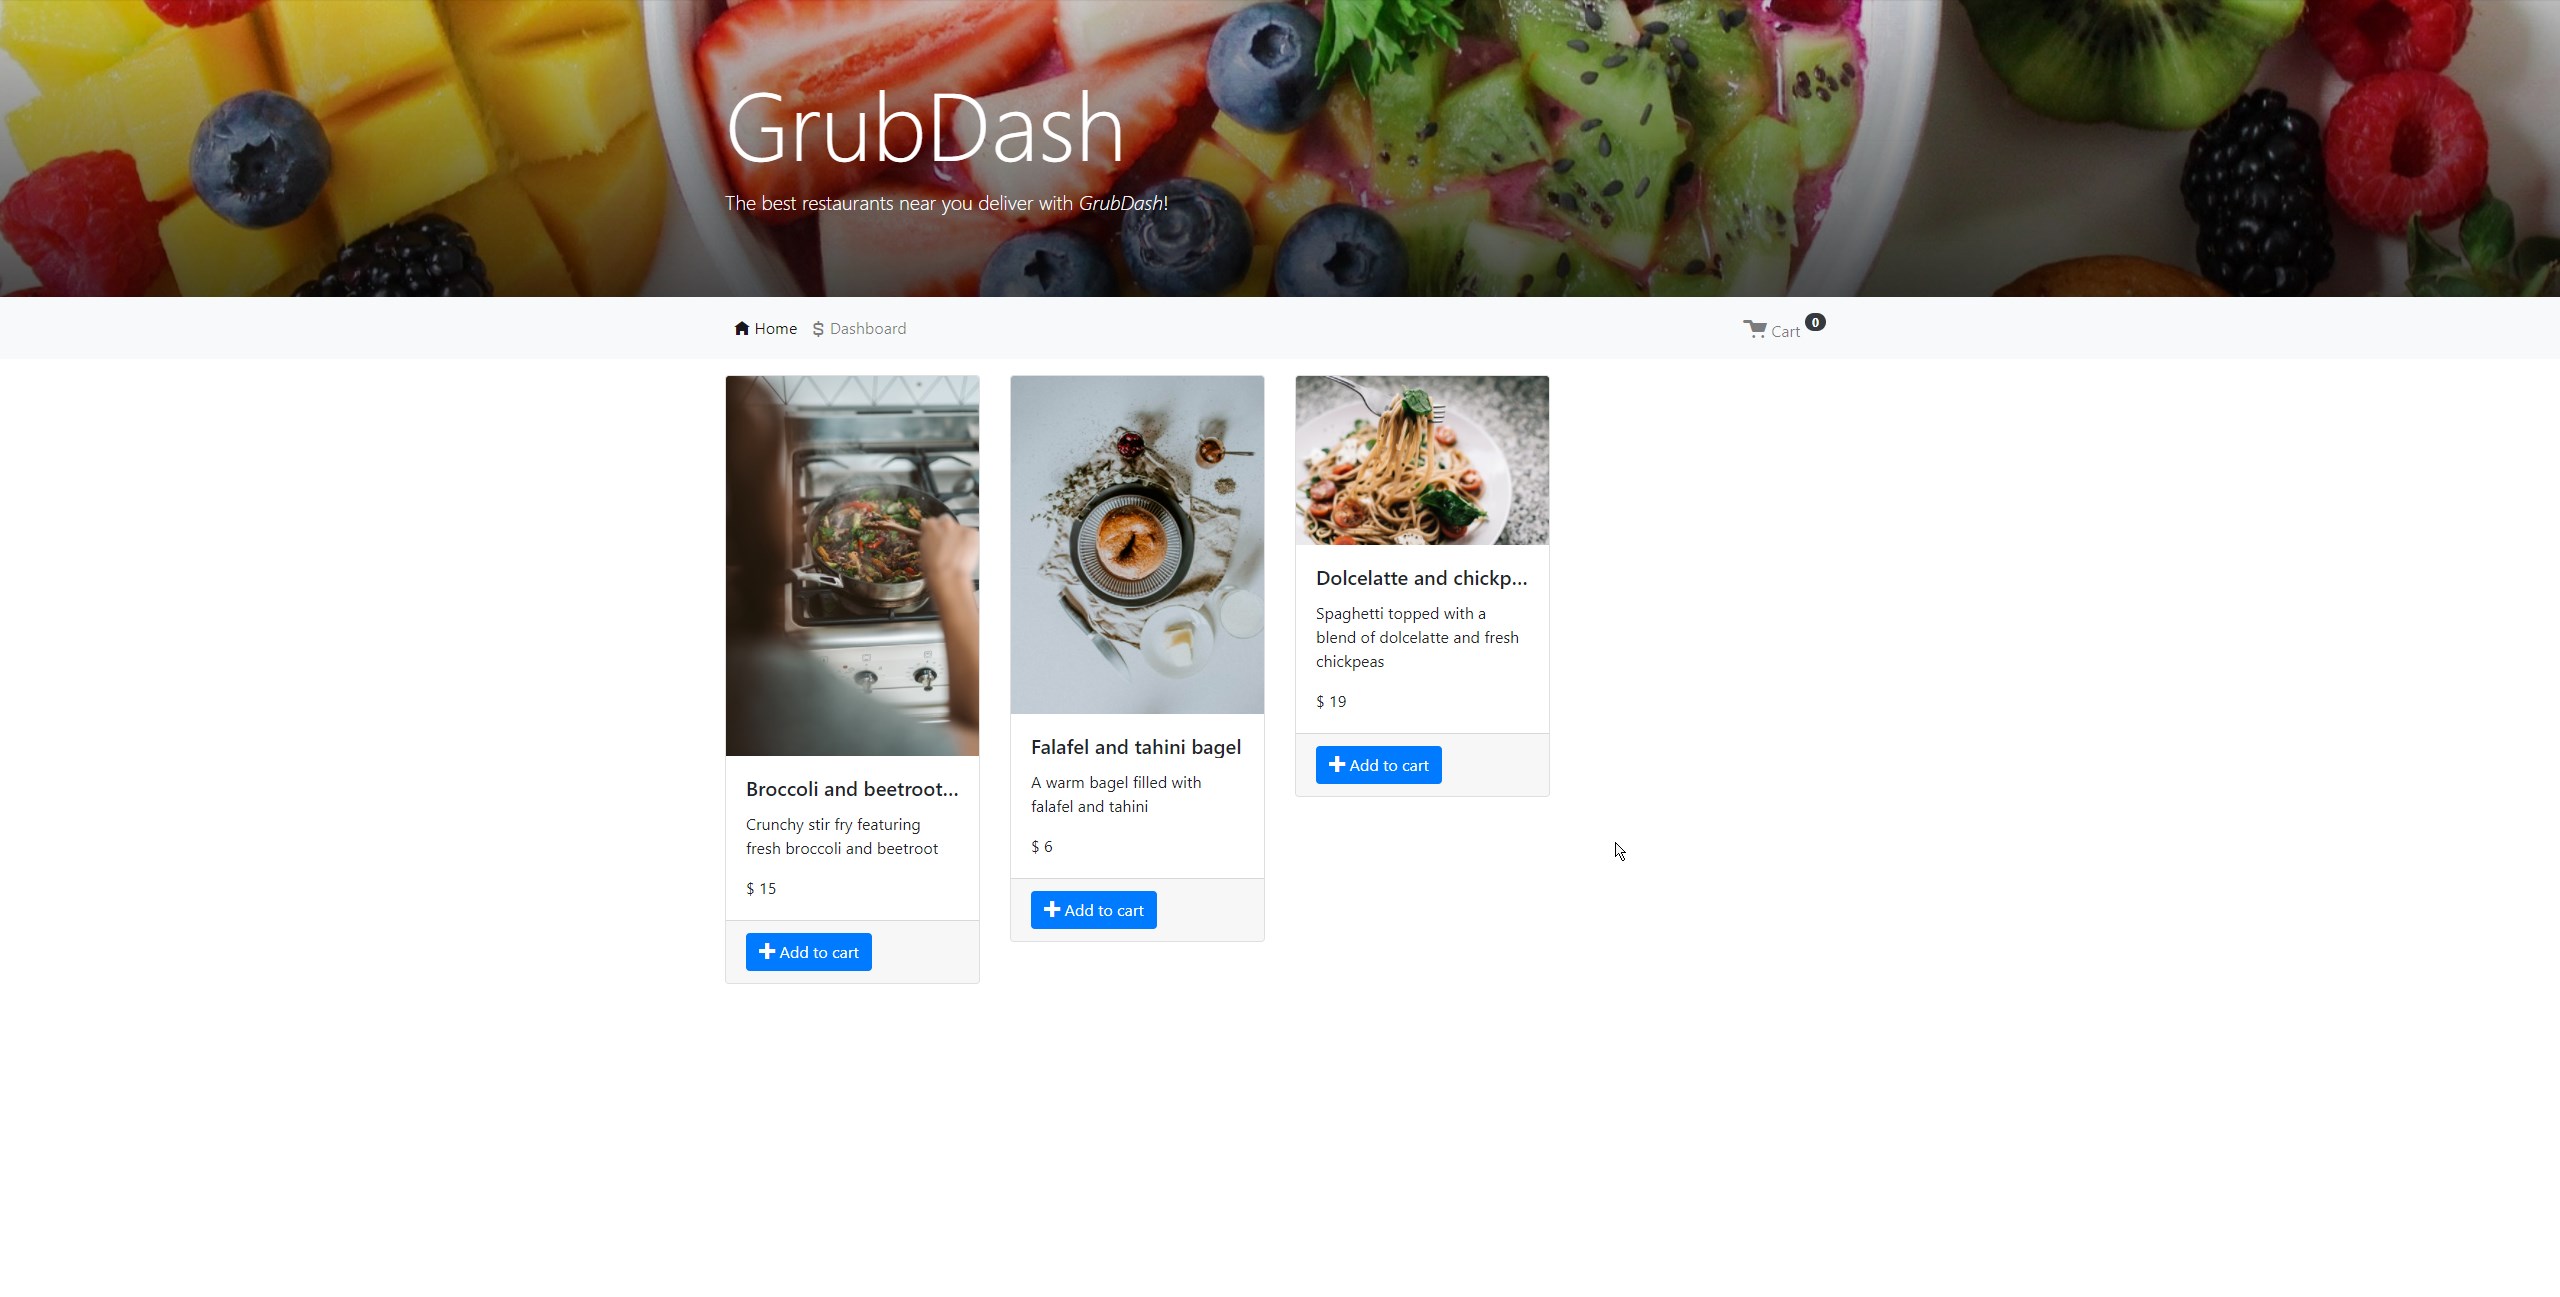 GrubDash
The best restaurants near you deliver with GrubDash!
Home
$ Dashboard
Cart 0
Broccoli and beetroot...
Crunchy stir fry featuring
fresh broccoli and beetroot
$ 15
Add to cart
Falafel and tahini bagel
A warm bagel filled with
falafel and tahini
$ 6
Add to cart
Dolcelatte and chickp...
Spaghetti topped with a
blend of dolcelatte and fresh
chickpeas
$ 19
Add to cart